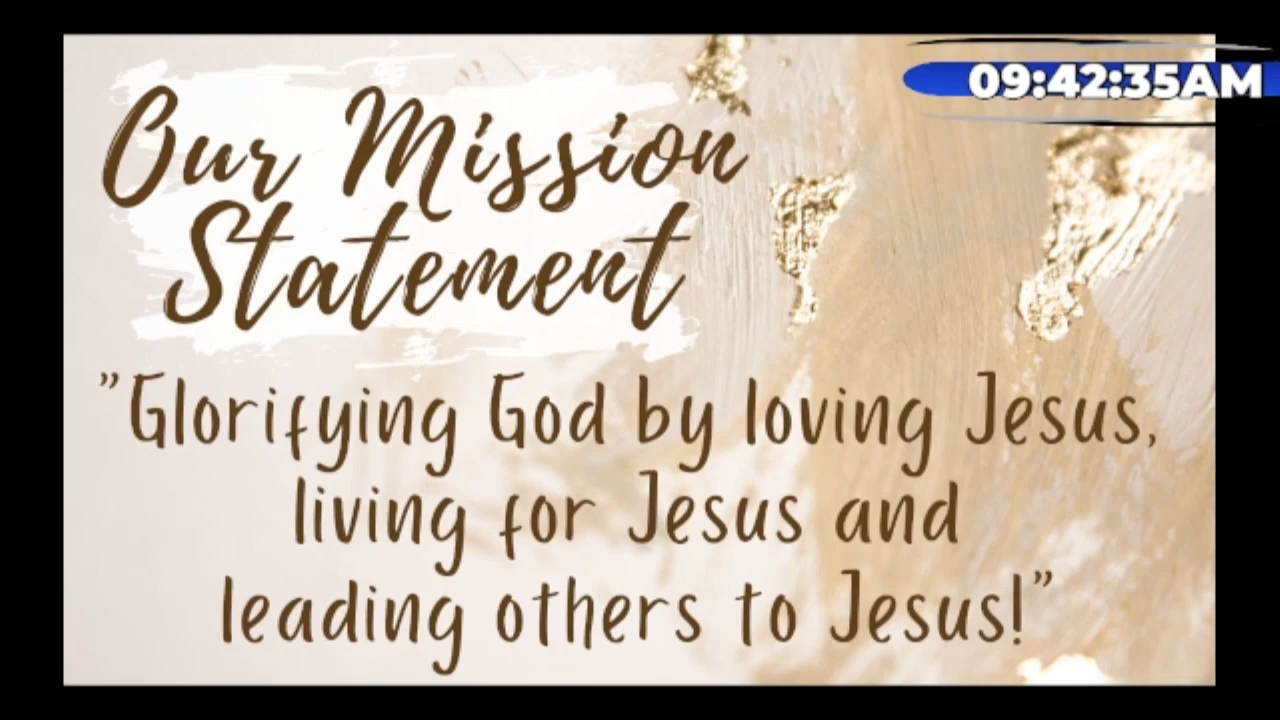 09:42:35AM
Our Mission
Statement
”Glorifying God by loving Jesus,
living for Jesus and
leading others to Jesus!”